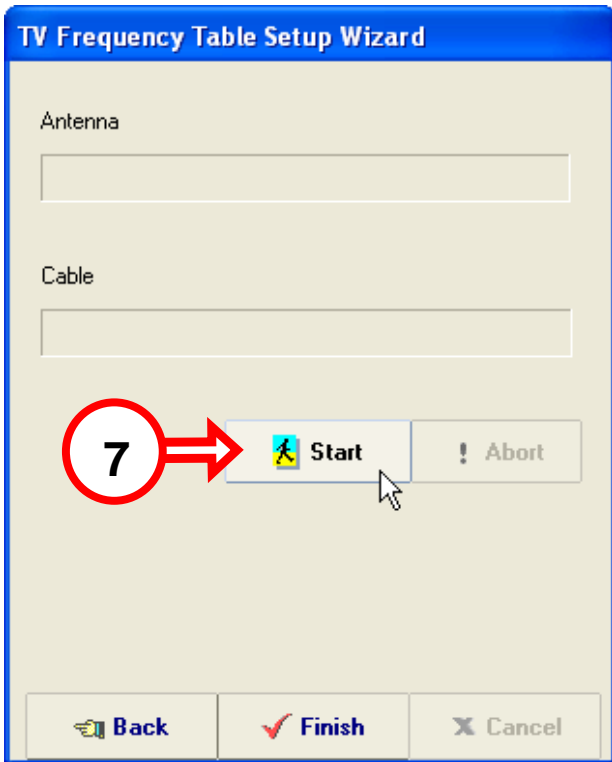 TV Frequency Table Setup Wizard
Antenna
Cable
7
Start
! Abort
Back
Finish
X Cancel